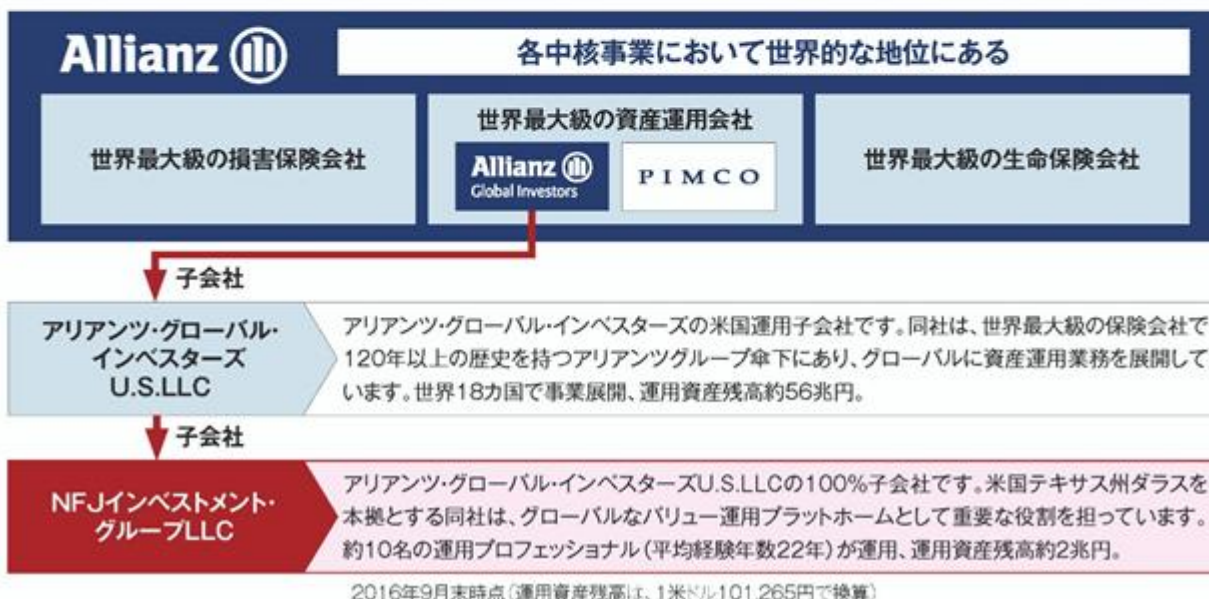 Allianz
各中核事業において世界的な地位にある
世界最大級の損害保険会社
世界最大級の資産運用会社
Allianz
Global Investors
PIMCO
世界最大級の生命保険会社
子会社
アリアンツ・グローバル・
インベスターズ
U.S.LLC
アリアンツ・グローバル・インベスターズの米国運用子会社です。同社は、世界最大級の保険会社で
120年以上の歴史を持つアリアンツグループ傘下にあり、グローバルに資産運用業務を展開して
います。世界18カ国で事業展開、運用資産残高約56兆円。
子会社
NFJインベストメント・
グループLLC
アリアンツ・グローバル・インベスターズU.S.LLCの100%子会社です。米国テキサス州ダラスを
本拠とする同社は、グローバルなバリュー運用プラットホームとして重要な役割を担っています。
約10名の運用プロフェッショナル(平均経験年数22年)が運用、運用資産残高約2兆円。
2016年9月末時点(運用資産残高は、1米ドル101.265円で換算)